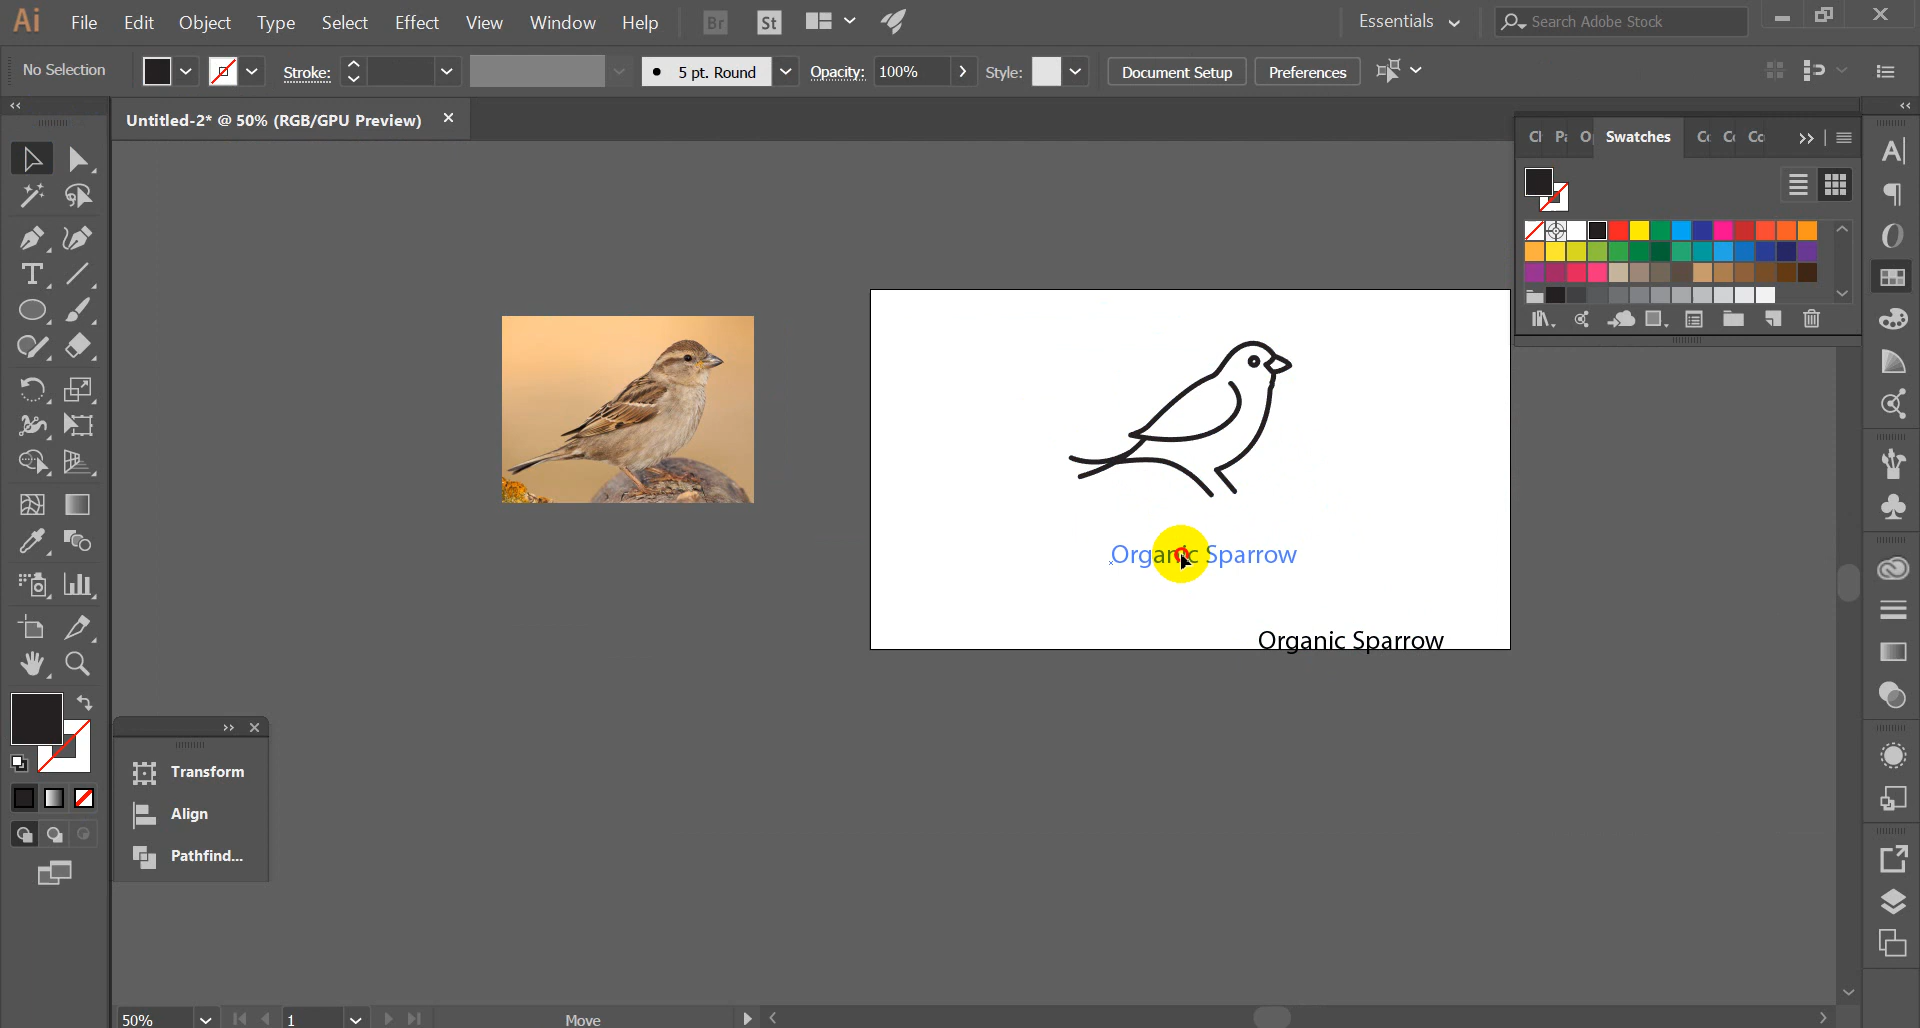 Ai File Edit Object Type Select Effect View Window Help Br St Essentials Search Adobe Stock
No Selection Stroke: 5 pt. Round Opacity: 100% Style: Document Setup Preferences
Untitled-2* @ 50% (RGB/GPU Preview)
Swatches
Organic Sparrow
Organic Sparrow
Transform
Align
Pathfind...
50% 1 Move